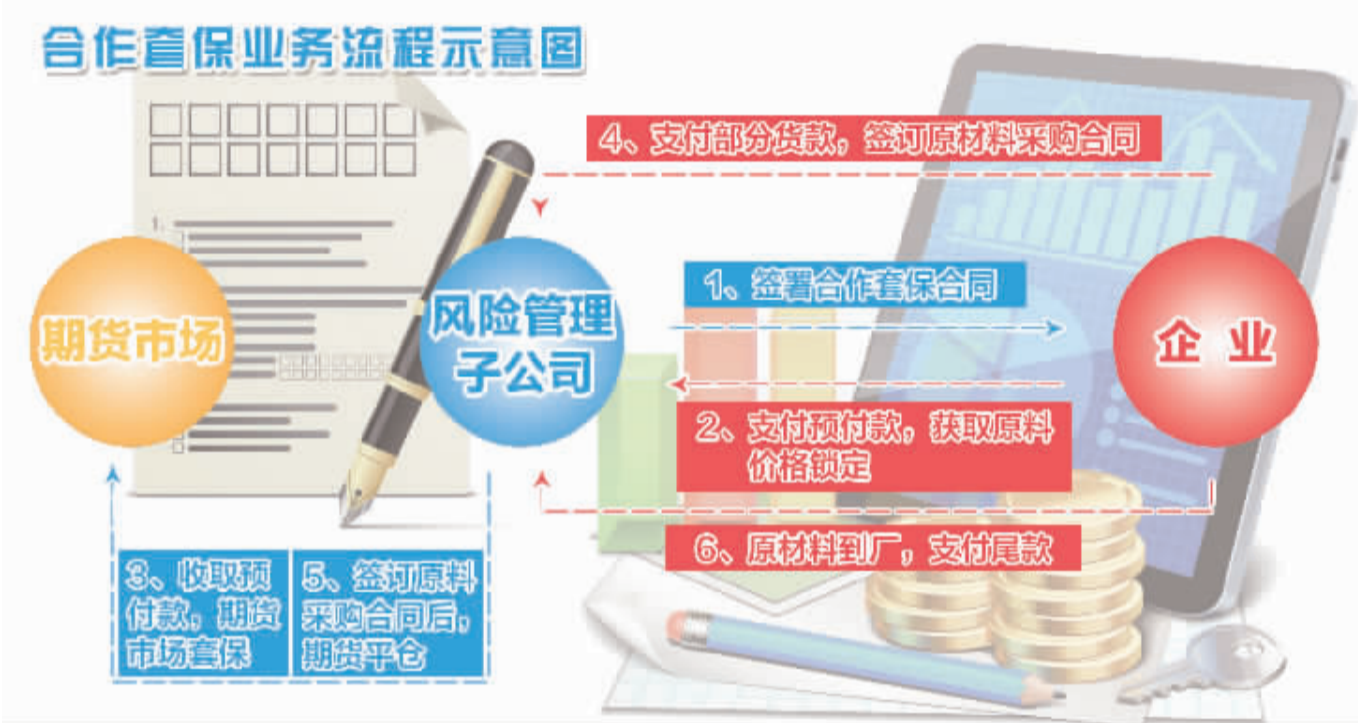 合作套保业务流程示意图
4、支付部分货款，签订原材料采购合同
1.
1、签署合作套保合同
期货市场
风险管理
子公司
企业
2、支付预付款，获取原料
价格锁定
6、原材料到厂，支付尾款
3、收取预
付款，期货
市场套保
5、签订原料
采购合同后，
期货平仓